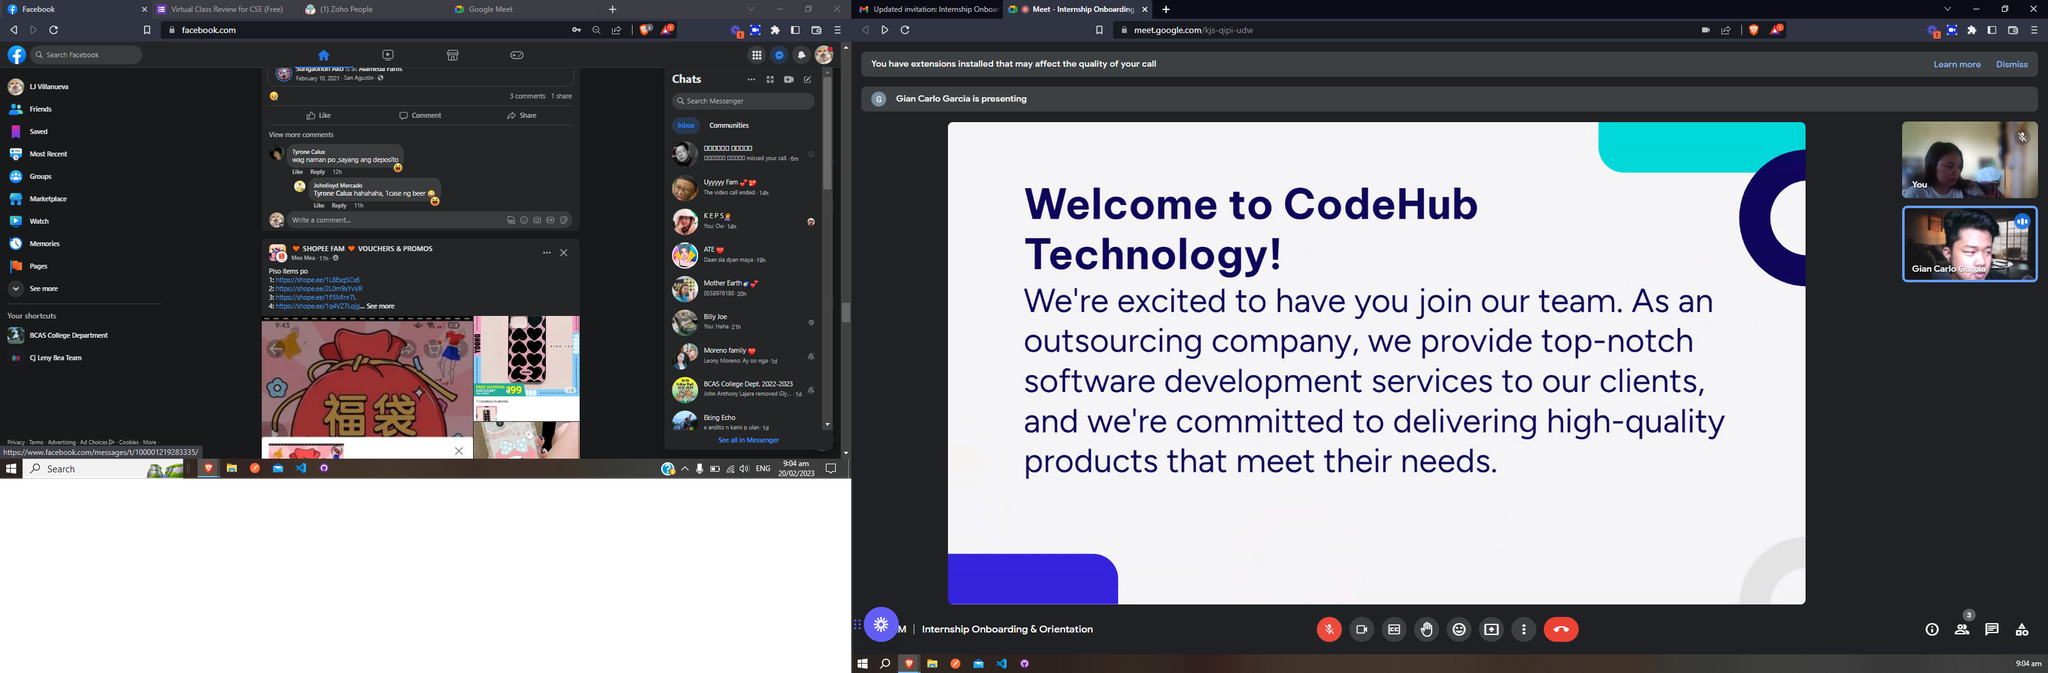 Facebook
Virtual Class Review for CSE (Free)
(1) Zoho People
Google Meet
facebook.com
Search Facebook
LJ Villanueva
Friends
Saved
Most Recent
Groups
Marketplace
Watch
Memories
Pages
See more
Your shortcuts
BCAS College Department
Cj Leny Bea Team
Privacy · Terms · Advertising · Ad Choices · Cookies · More ·
https://www.facebook.com/messages/t/100001219283335/
February 10, 2021 · San Agustin ·
3 comments 1 share
Like Comment Share
View more comments
Tyrone Calux
wag naman po ,sayang ang deposito
Like Reply 12h
Johnlloyd Mercado
Tyrone Calux hahahaha, 1case ng beer
Like Reply 11h
Write a comment...
SHOPEE FAM VOUCHERS & PROMOS
Mea Mea · 11h ·
Piso items po
1: https://shope.ee/1L8ExqSCx6
2: https://shope.ee/2L0m9xYvVR
3: https://shope.ee/1fI5MInr7L
4: https://shope.ee/1q4VZ7Lojg... See more
9:43
福袋
Chats
Search Messenger
Inbox Communities
missed your call. · 6m
Uyyyyy Fam
The video call ended. · 14h
K E P S
You: Ow · 14h
ATE
Daan sla dyan maya · 19h
Mother Earth
0558976180 · 20h
Billy Joe
You: Haha · 21h
Moreno family
Leony Moreno: Ay oo nga · 1d
BCAS College Dept. 2022-2023
John Anthony Lajara removed Gly... · 1d
Eking Echo
e andito n kami p ulan · 1d
See all in Messenger
Search
ENG
9:04 am
20/02/2023
Updated invitation: Internship Onboar
Meet - Internship Onboarding
meet.google.com/kjs-qipi-udw
You have extensions installed that may affect the quality of your call
Learn more Dismiss
G Gian Carlo Garcia is presenting
Welcome to CodeHub
Technology!
We're excited to have you join our team. As an
outsourcing company, we provide top-notch
software development services to our clients,
and we're committed to delivering high-quality
products that meet their needs.
You
Gian Carlo Garcia
M | Internship Onboarding & Orientation
3
9:04 am